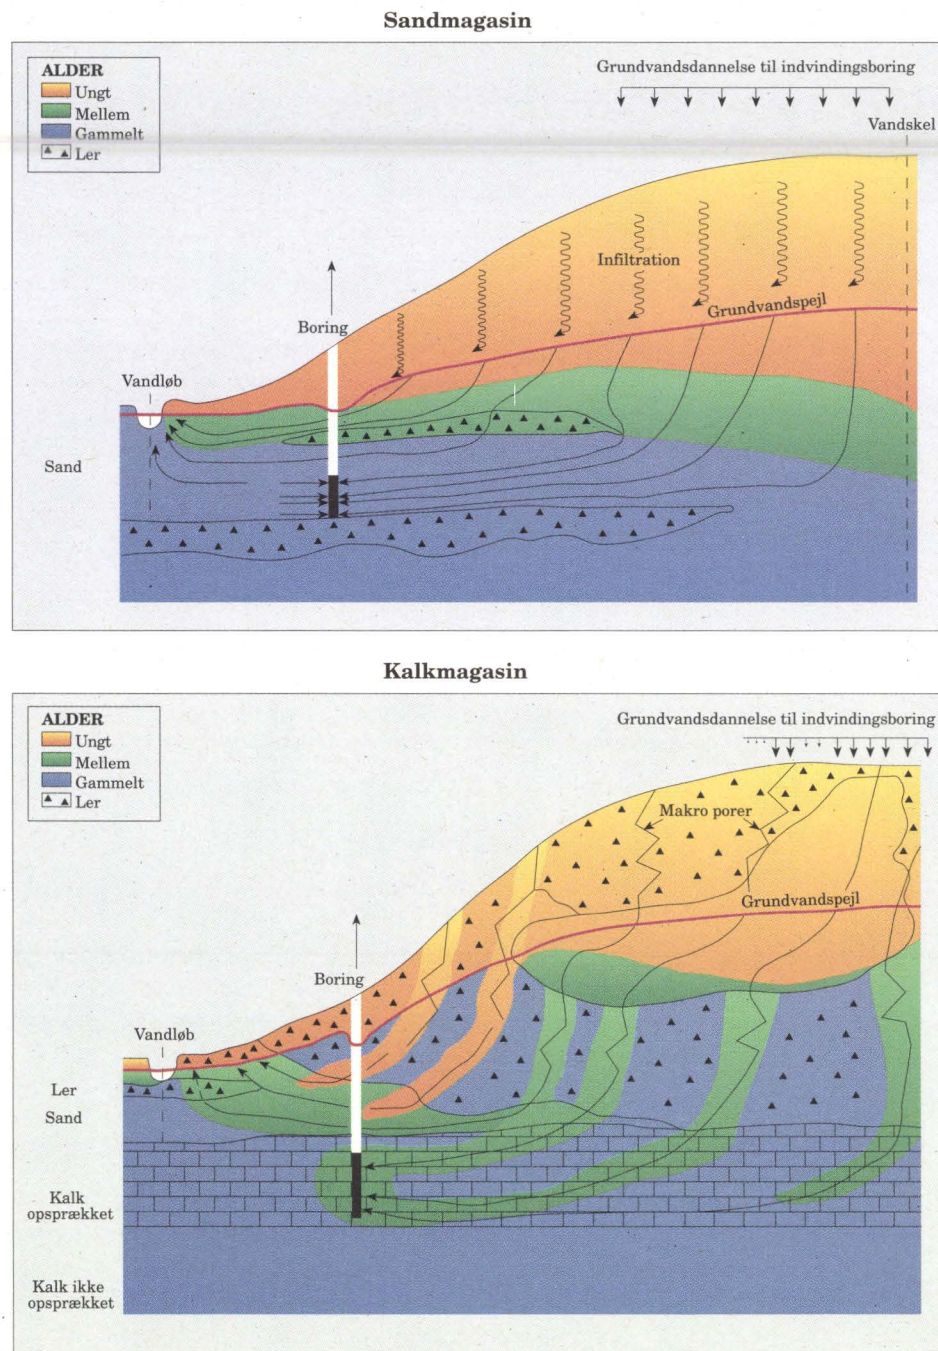 Sandmagasin
ALDER
Ungt
Mellem
Gammelt
Ler
Grundvandsdannelse til indvindingsboring
Vandskel
Infiltration
Grundvandspejl
Boring
Vandløb
Sand
Kalkmagasin
ALDER
Ungt
Mellem
Gammelt
Ler
Grundvandsdannelse til indvindingsboring
Makro porer
Grundvandspejl
Boring
Vandløb
Ler
Sand
Kalk
opsprækket
Kalk ikke
opsprækket